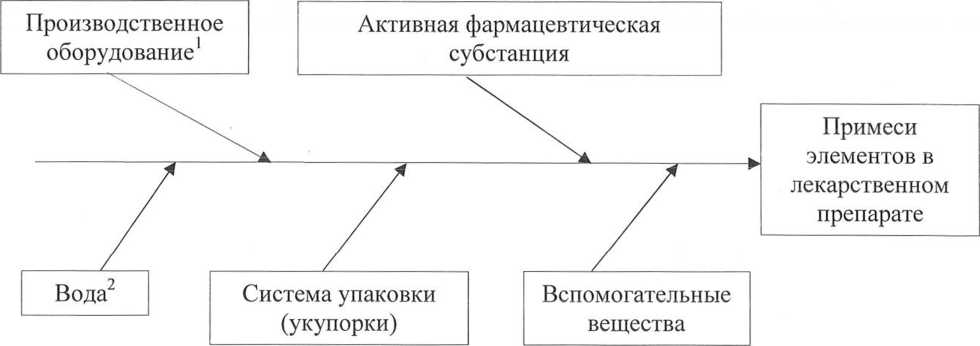 Производственное
оборудование¹
Активная фармацевтическая
субстанция
Примеси
элементов в
лекарственном
препарате
Вода²
Система упаковки
(укупорки)
Вспомогательные
вещества